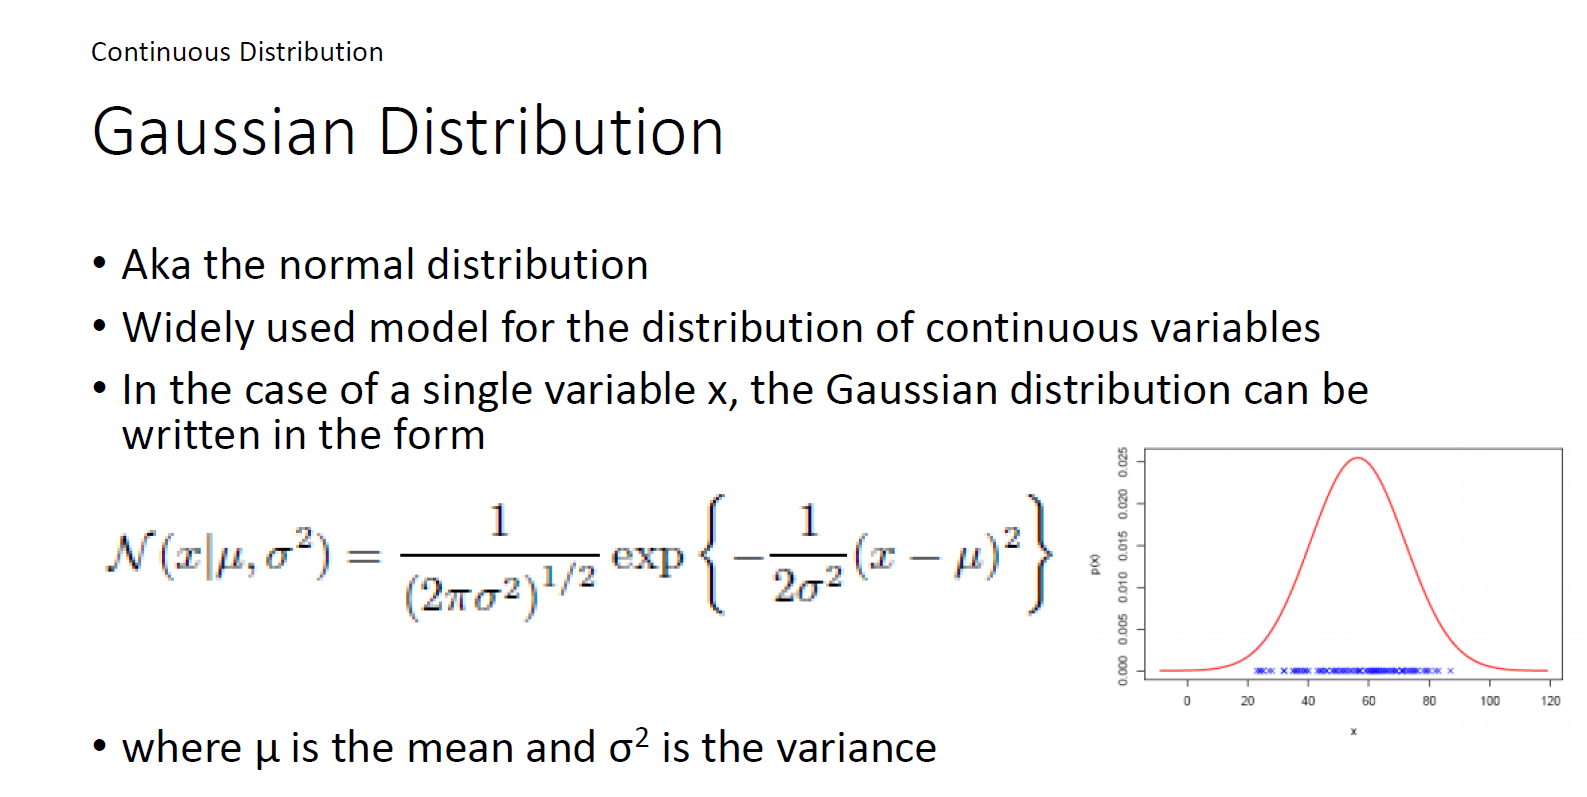 Continuous Distribution
Gaussian Distribution
• Aka the normal distribution
• Widely used model for the distribution of continuous variables
• In the case of a single variable x, the Gaussian distribution can be
written in the form
𝒩(x|μ, σ²) = 1/(2πσ²)^{1/2} exp{−1/(2σ²)(x − μ)²}
p(x)
0.025
0.020
0.015
0.010
0.005
0.000
0 20 40 60 80 100 120
x
• where μ is the mean and σ² is the variance